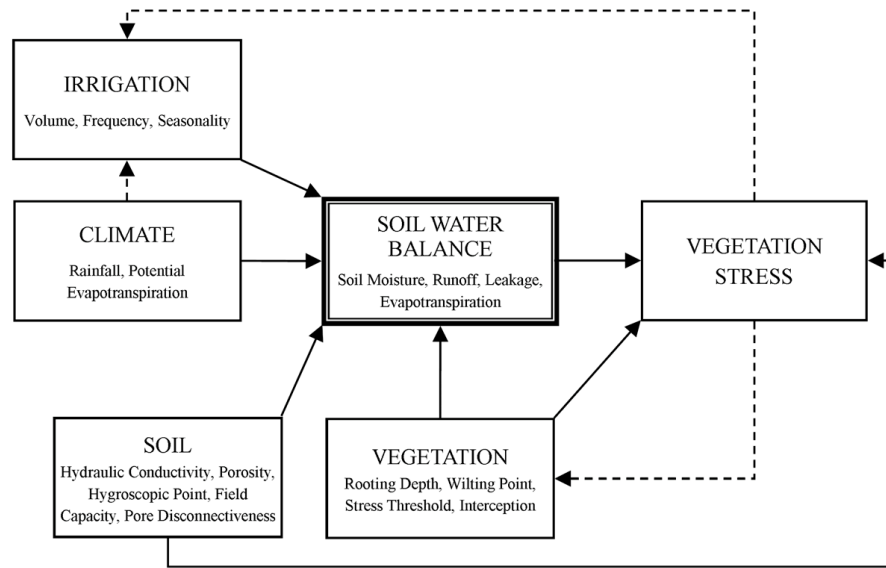 IRRIGATION
Volume, Frequency, Seasonality
CLIMATE
Rainfall, Potential
Evapotranspiration
SOIL WATER
BALANCE
Soil Moisture, Runoff, Leakage,
Evapotranspiration
VEGETATION
STRESS
SOIL
Hydraulic Conductivity, Porosity,
Hygroscopic Point, Field
Capacity, Pore Disconnectiveness
VEGETATION
Rooting Depth, Wilting Point,
Stress Threshold, Interception